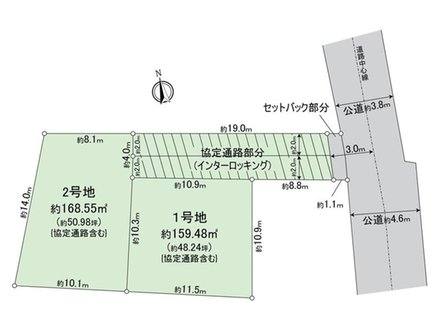 N
道路中心線
セットバック部分
公道 約3.8m
約19.0m
約8.1m
約4.0m
約2.0m
約2.0m
協定通路部分
(インターロッキング)
約2.0m
約2.0m
3.0m
約10.9m
約8.8m
約1.1m
約14.0m
2号地
約168.55㎡
(約50.98坪)
{協定通路含む}
約10.3m
1号地
約159.48㎡
(約48.24坪)
{協定通路含む}
約10.9m
公道 約4.6m
約10.1m
約11.5m